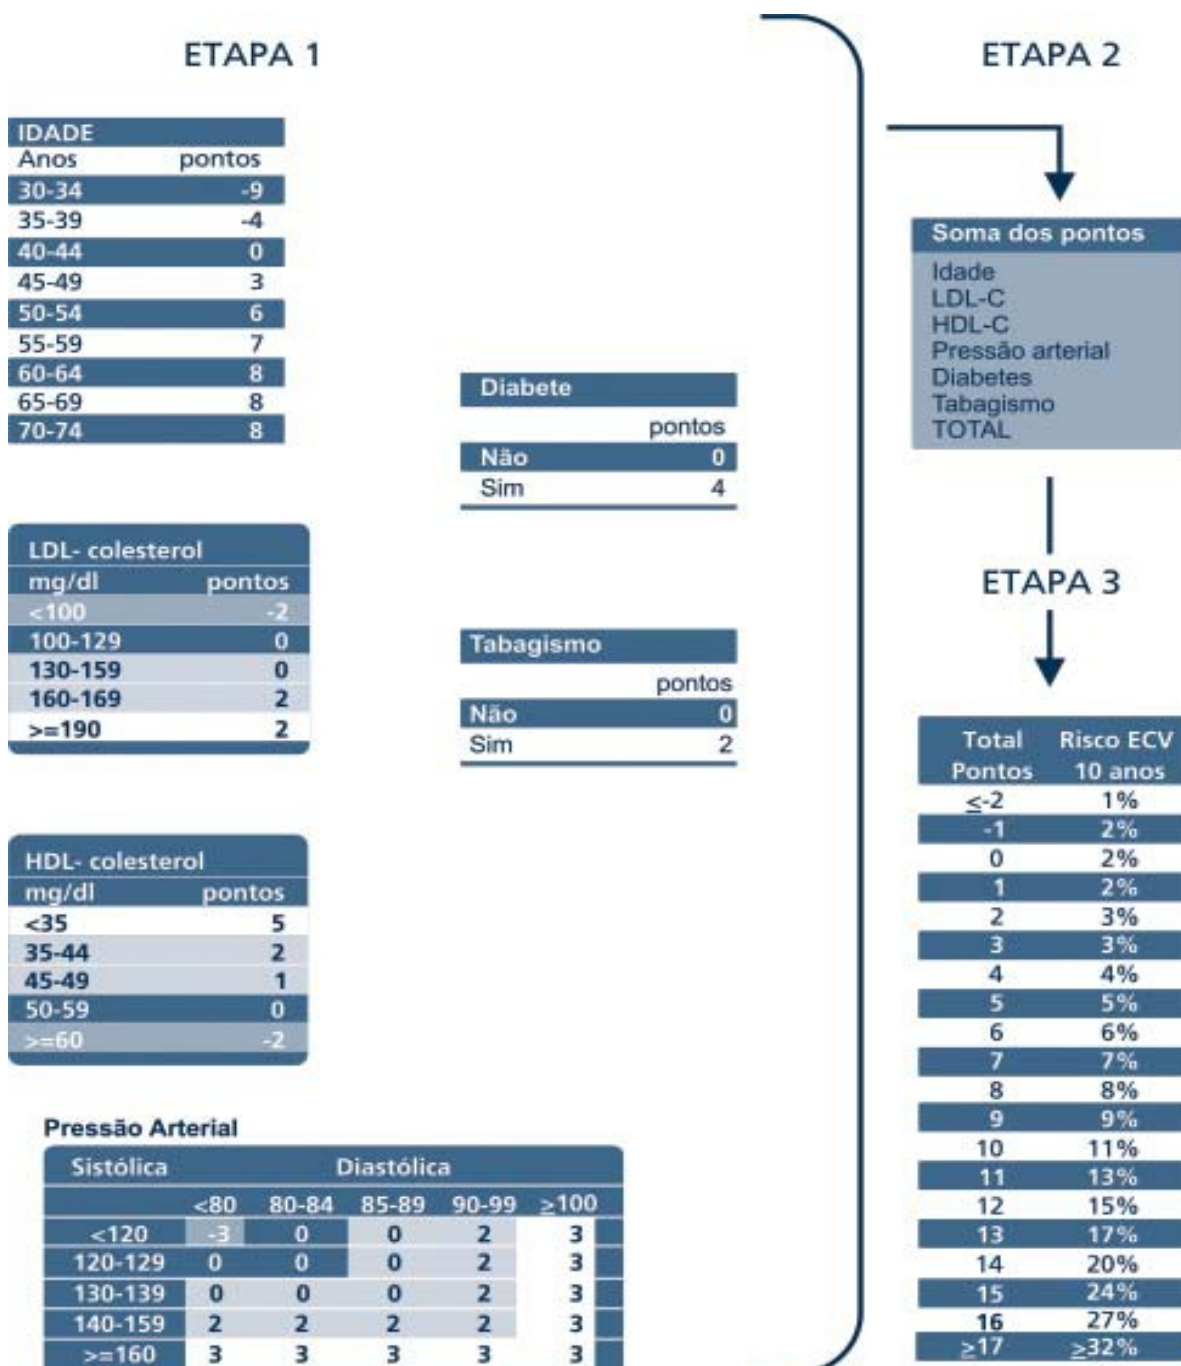 ETAPA 1
IDADE
Anos pontos
30-34 -9
35-39 -4
40-44 0
45-49 3
50-54 6
55-59 7
60-64 8
65-69 8
70-74 8
LDL- colesterol
mg/dl pontos
<100 -2
100-129 0
130-159 0
160-169 2
>=190 2
HDL- colesterol
mg/dl pontos
<35 5
35-44 2
45-49 1
50-59 0
>=60 -2
Diabete
pontos
Não 0
Sim 4
Tabagismo
pontos
Não 0
Sim 2
Pressão Arterial
Sistólica Diastólica
<80 80-84 85-89 90-99 ≥100
<120 -3 0 0 2 3
120-129 0 0 0 2 3
130-139 0 0 0 2 3
140-159 2 2 2 2 3
>=160 3 3 3 3 3
ETAPA 2
Soma dos pontos
Idade
LDL-C
HDL-C
Pressão arterial
Diabetes
Tabagismo
TOTAL
ETAPA 3
Total Risco ECV
Pontos 10 anos
≤-2 1%
-1 2%
0 2%
1 2%
2 3%
3 3%
4 4%
5 5%
6 6%
7 7%
8 8%
9 9%
10 11%
11 13%
12 15%
13 17%
14 20%
15 24%
16 27%
≥17 ≥32%